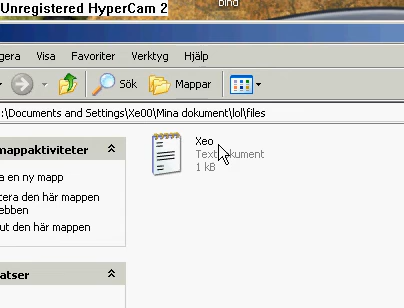 Unregistered HyperCam 2
bind
gera Visa Favoriter Verktyg Hjälp
Sök Mappar
:\Documents and Settings\Xe00\Mina dokument\lol\files
mappaktiviteter
a en ny mapp
tera den här mappen
ebben
ut den här mappen
Xeo
Textdokument
1 kB
atser